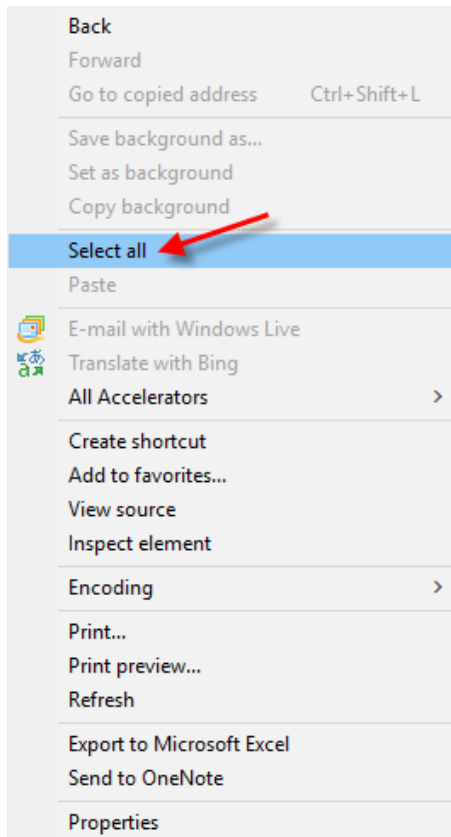 Back
Forward
Go to copied address Ctrl+Shift+L
Save background as...
Set as background
Copy background
Select all
Paste
E-mail with Windows Live
Translate with Bing
All Accelerators
Create shortcut
Add to favorites...
View source
Inspect element
Encoding
Print...
Print preview...
Refresh
Export to Microsoft Excel
Send to OneNote
Properties